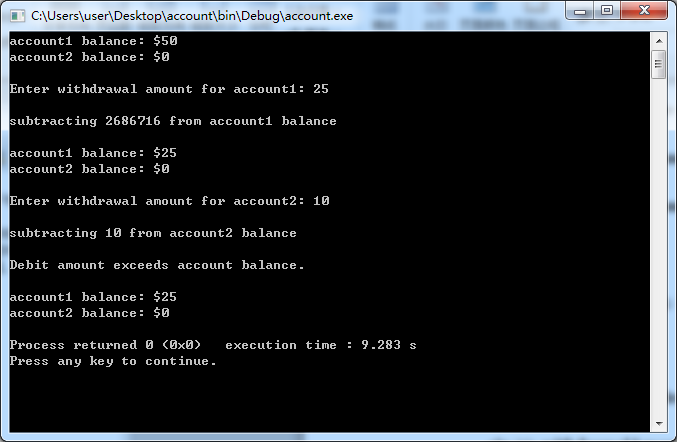 C:\Users\user\Desktop\account\bin\Debug\account.exe
account1 balance: $50
account2 balance: $0
Enter withdrawal amount for account1: 25
subtracting 2686716 from account1 balance
account1 balance: $25
account2 balance: $0
Enter withdrawal amount for account2: 10
subtracting 10 from account2 balance
Debit amount exceeds account balance.
account1 balance: $25
account2 balance: $0
Process returned 0 (0x0)   execution time : 9.283 s
Press any key to continue.